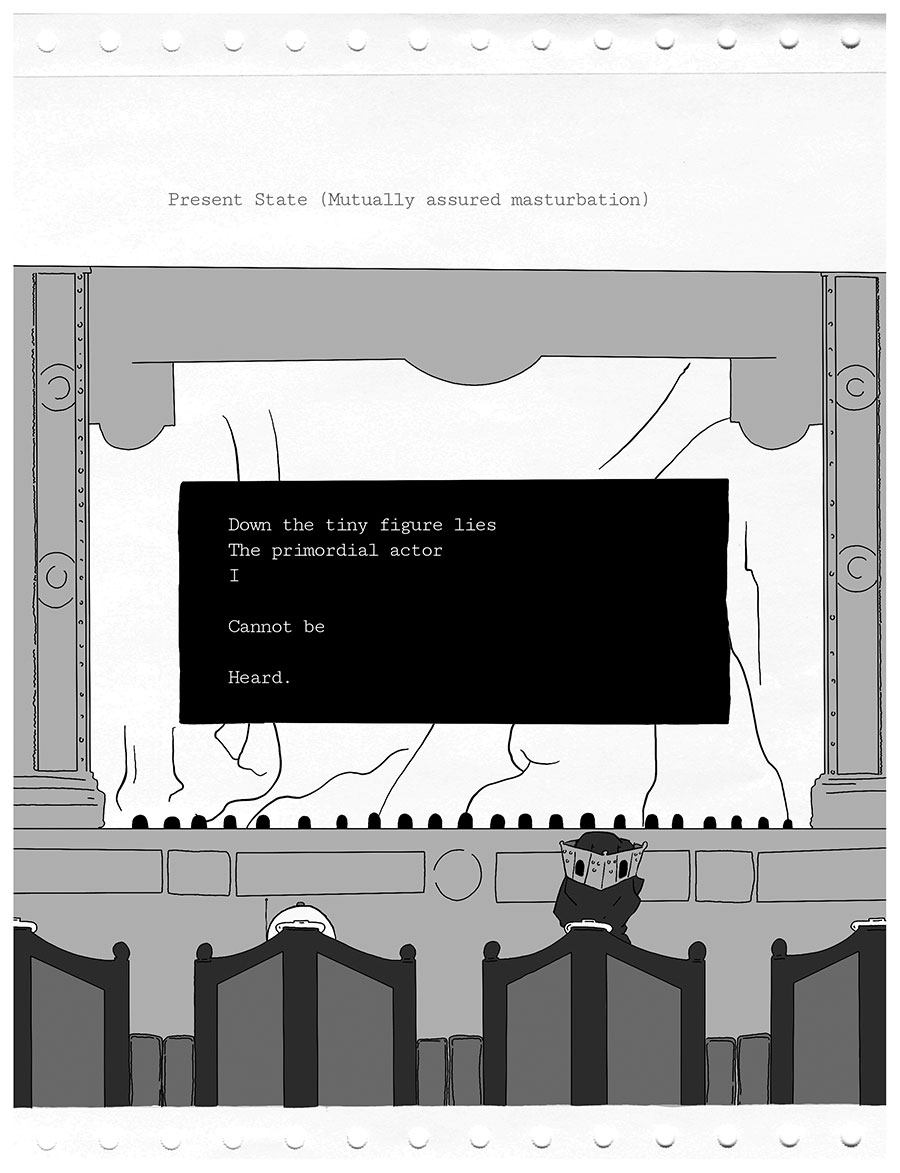 Present State (Mutually assured masturbation)
Down the tiny figure lies
The primordial actor
I
Cannot be
Heard.